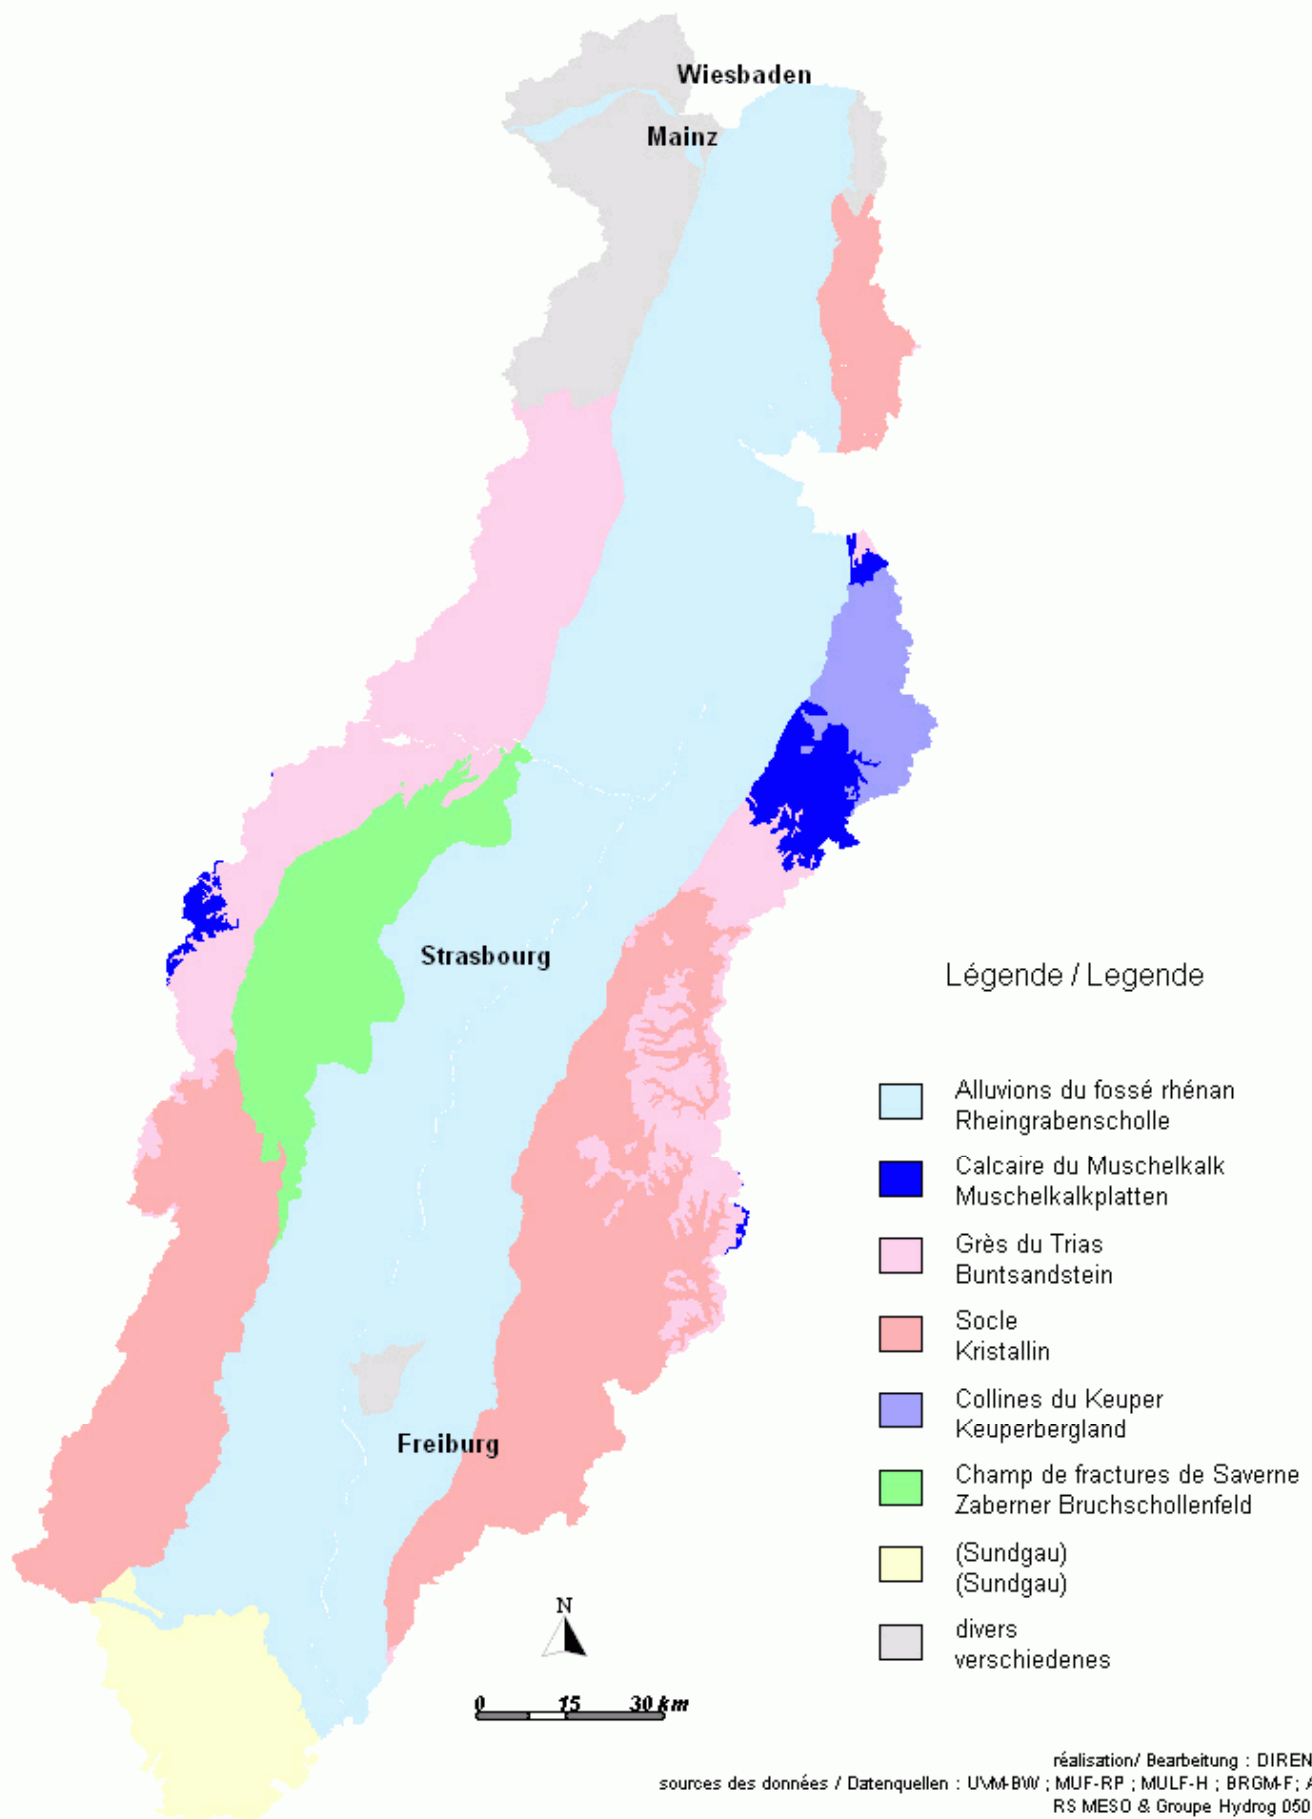 Wiesbaden
Mainz
Strasbourg
Freiburg
Légende / Legende
Alluvions du fossé rhénan
Rheingrabenscholle
Calcaire du Muschelkalk
Muschelkalkplatten
Grès du Trias
Buntsandstein
Socle
Kristallin
Collines du Keuper
Keuperbergland
Champ de fractures de Saverne
Zaberner Bruchschollenfeld
(Sundgau)
(Sundgau)
divers
verschiedenes
N
0 15 30 km
réalisation/ Bearbeitung : DIREN
sources des données / Datenquellen : UVM-BW ; MUF-RP ; MULF-H ; BRGM-F;
RS MESO & Groupe Hydrog 050